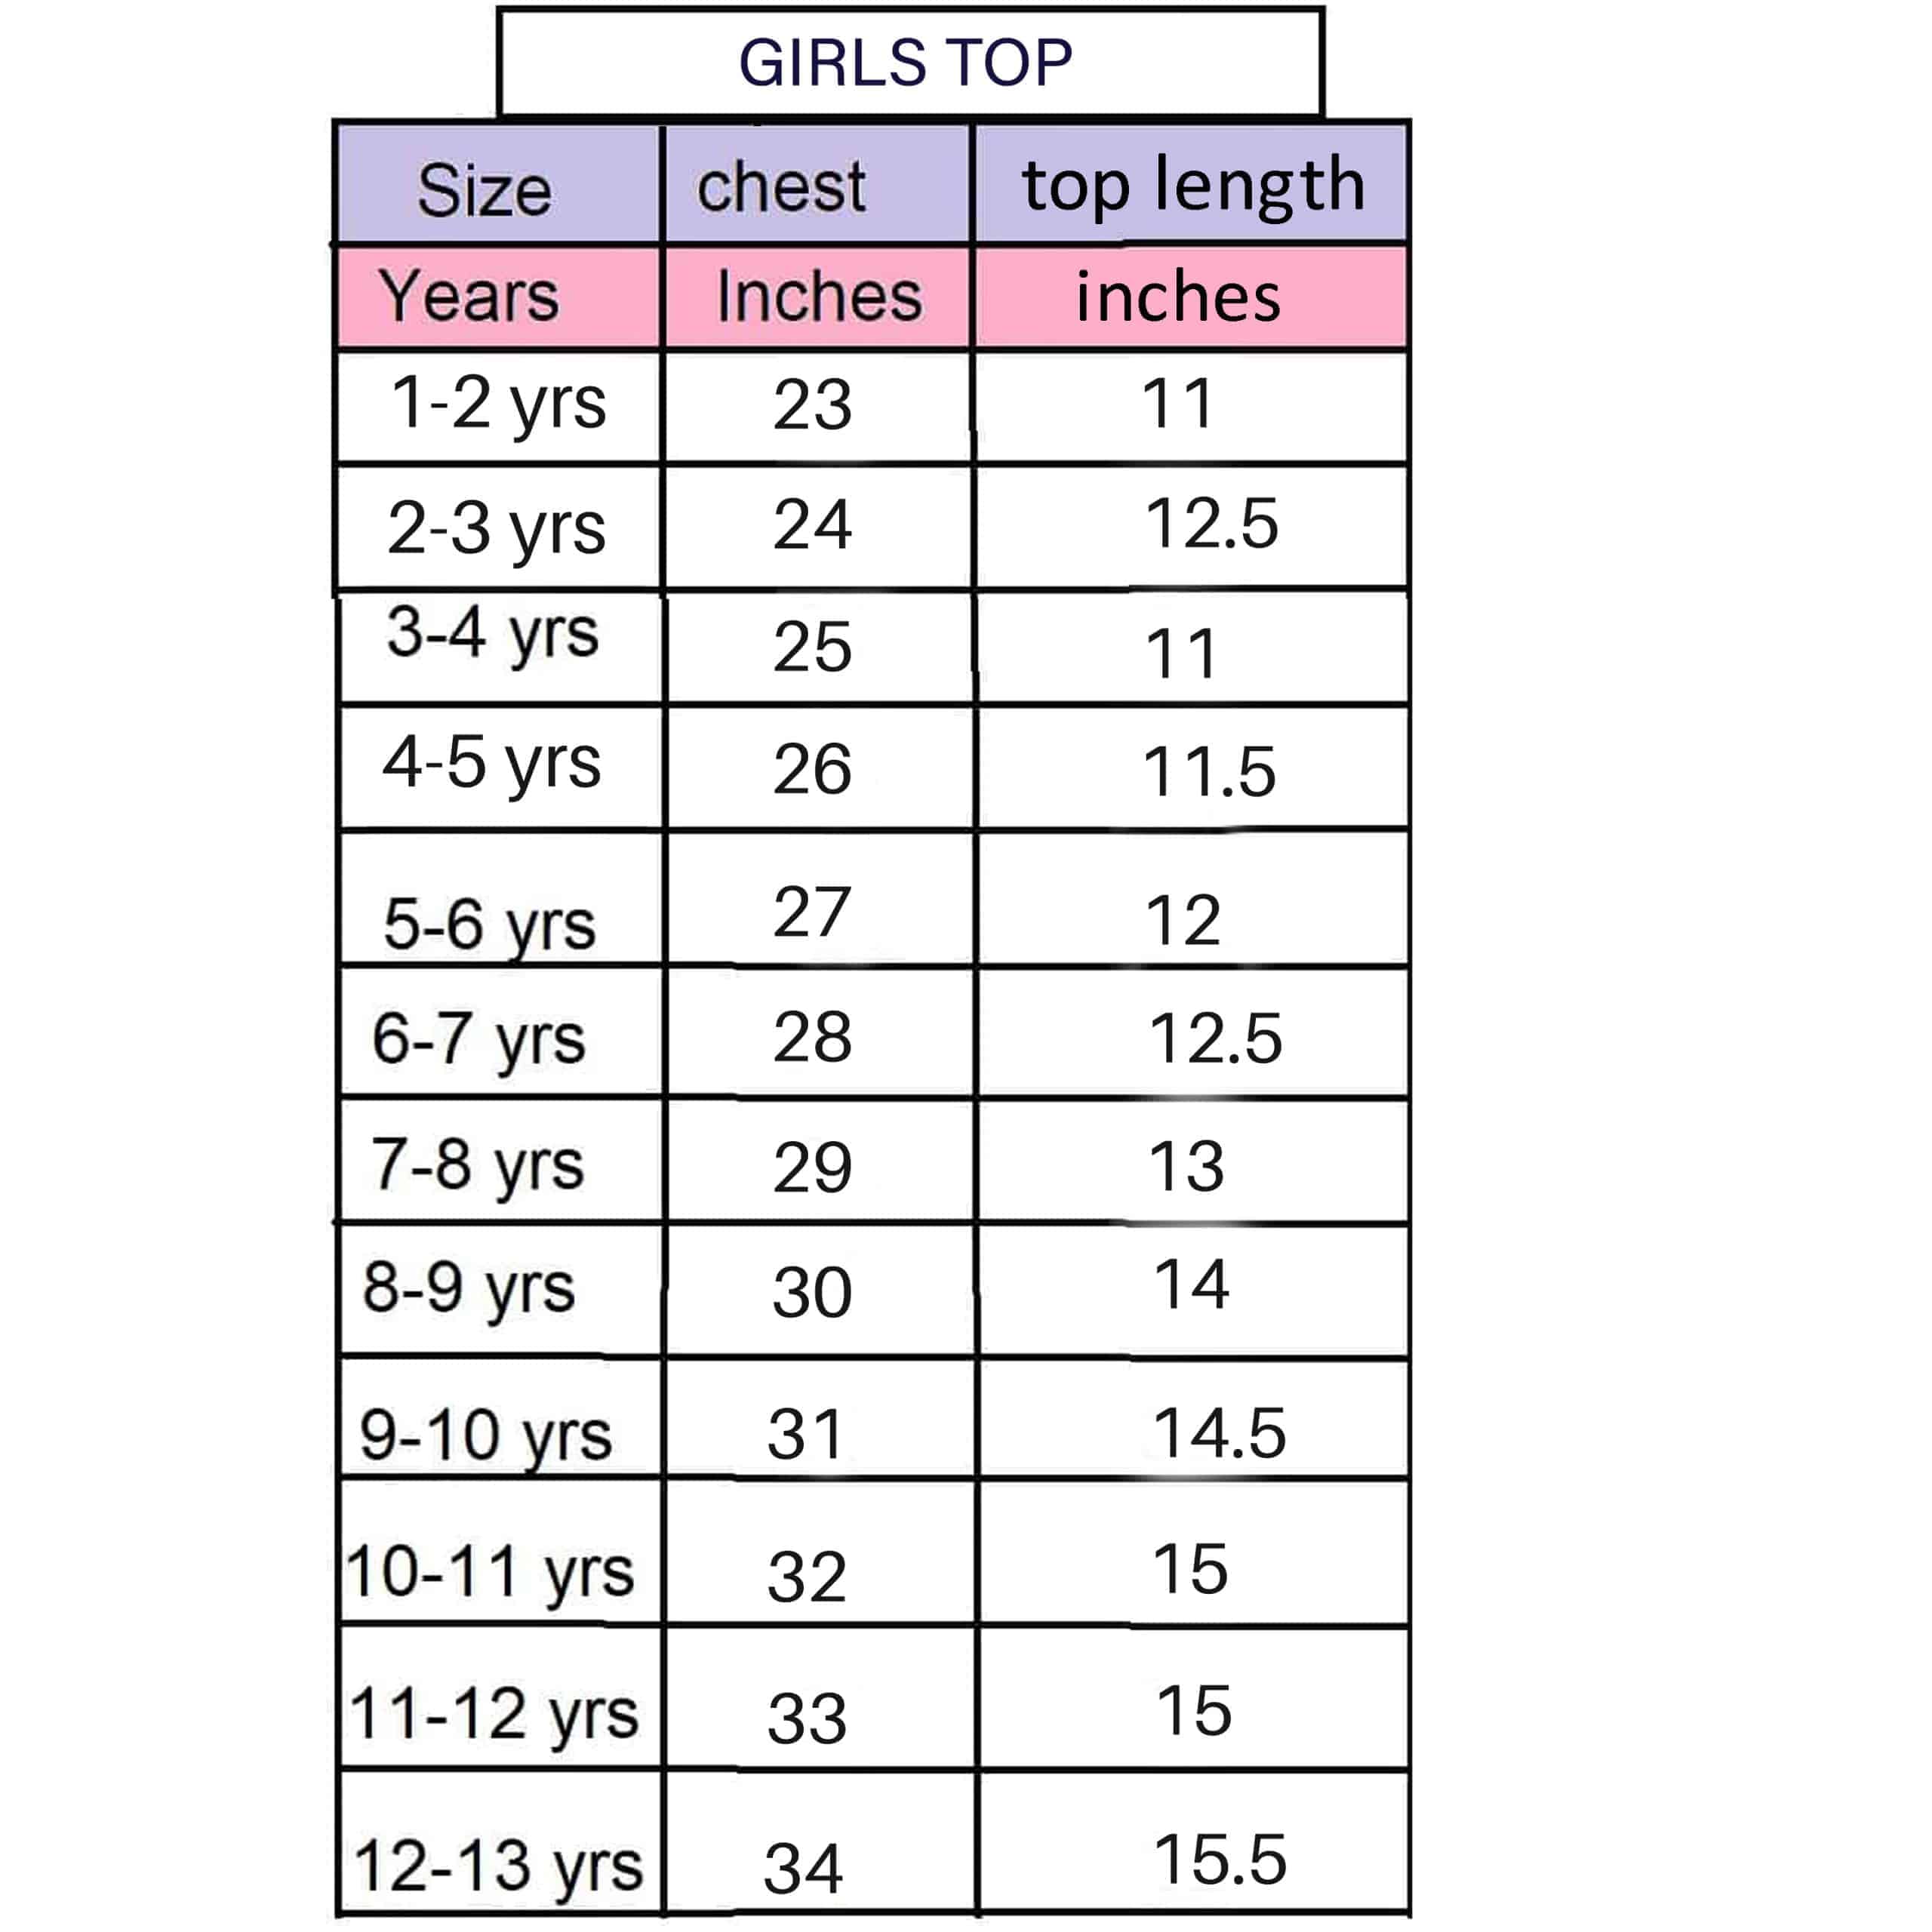 GIRLS TOP
Size chest top length
Years Inches inches
1-2 yrs 23 11
2-3 yrs 24 12.5
3-4 yrs 25 11
4-5 yrs 26 11.5
5-6 yrs 27 12
6-7 yrs 28 12.5
7-8 yrs 29 13
8-9 yrs 30 14
9-10 yrs 31 14.5
10-11 yrs 32 15
11-12 yrs 33 15
12-13 yrs 34 15.5